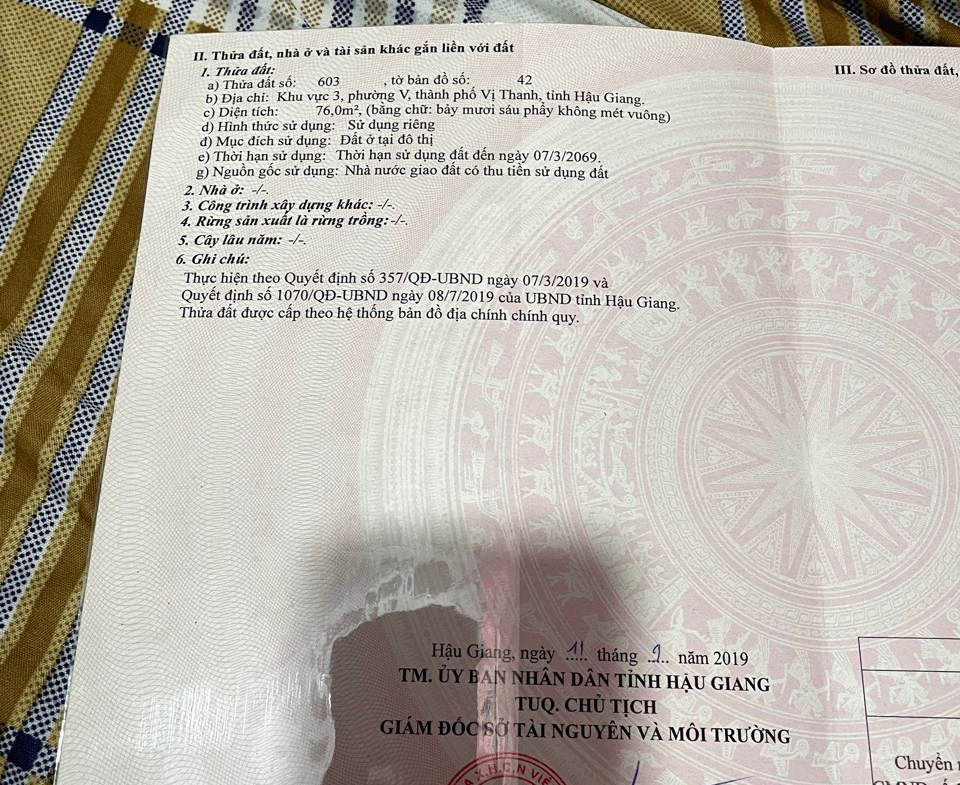 II. Thửa đất, nhà ở và tài sản khác gắn liền với đất
1. Thửa đất:
a) Thửa đất số: 603 , tờ bản đồ số: 42
b) Địa chỉ: Khu vực 3, phường V, thành phố Vị Thanh, tỉnh Hậu Giang.
c) Diện tích: 76,0m², (bằng chữ: bảy mươi sáu phẩy không mét vuông)
d) Hình thức sử dụng: Sử dụng riêng
đ) Mục đích sử dụng: Đất ở tại đô thị
e) Thời hạn sử dụng: Thời hạn sử dụng đất đến ngày 07/3/2069.
g) Nguồn gốc sử dụng: Nhà nước giao đất có thu tiền sử dụng đất
2. Nhà ở: -/-.
3. Công trình xây dựng khác: -/-.
4. Rừng sản xuất là rừng trồng: -/-.
5. Cây lâu năm: -/-.
6. Ghi chú:
Thực hiện theo Quyết định số 357/QĐ-UBND ngày 07/3/2019 và
Quyết định số 1070/QĐ-UBND ngày 08/7/2019 của UBND tỉnh Hậu Giang.
Thửa đất được cấp theo hệ thống bản đồ địa chính chính quy.
Hậu Giang, ngày 11 tháng 9 năm 2019
TM. ỦY BAN NHÂN DÂN TỈNH HẬU GIANG
TUQ. CHỦ TỊCH
GIÁM ĐỐC SỞ TÀI NGUYÊN VÀ MÔI TRƯỜNG
X.H.C.N VIỆ
III. Sơ đồ thửa đất,
Chuyển